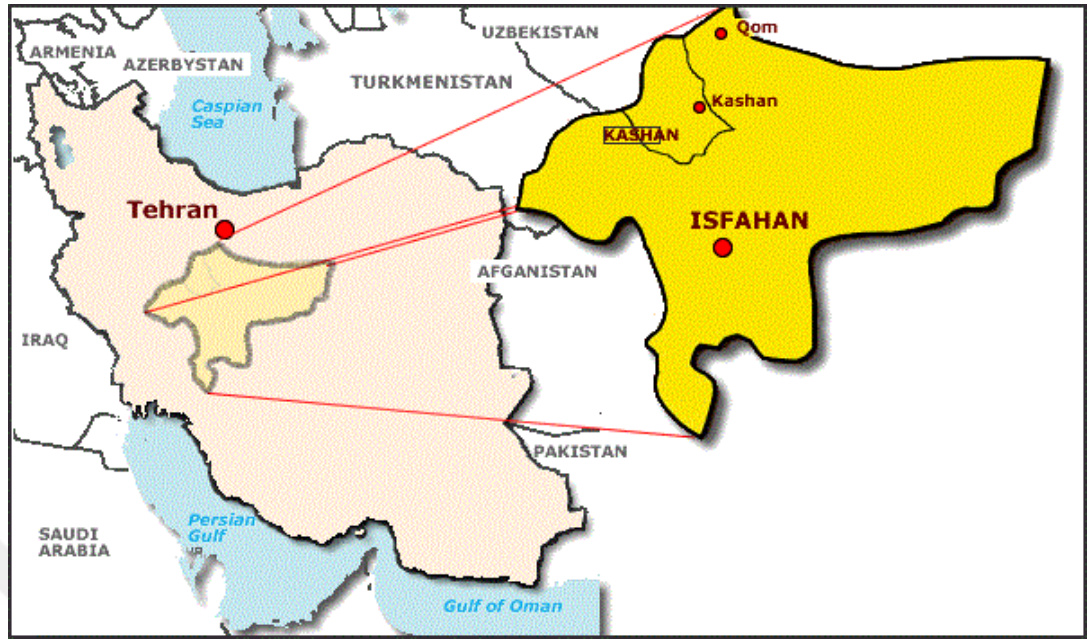 UZBEKISTAN
Qom
ARMENIA
AZERBYSTAN
TURKMENISTAN
Caspian
Sea
Kashan
KASHAN
Tehran
ISFAHAN
AFGANISTAN
IRAQ
PAKISTAN
Persian
Gulf
SAUDI
ARABIA
Gulf of Oman